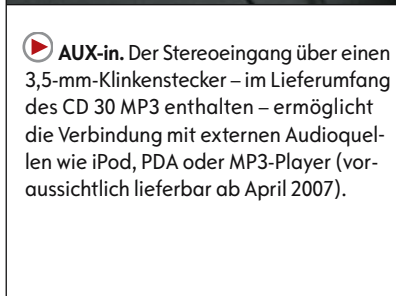 AUX-in. Der Stereoeingang über einen
3,5-mm-Klinkenstecker – im Lieferumfang
des CD 30 MP3 enthalten – ermöglicht
die Verbindung mit externen Audioquel-
len wie iPod, PDA oder MP3-Player (vor-
aussichtlich lieferbar ab April 2007).